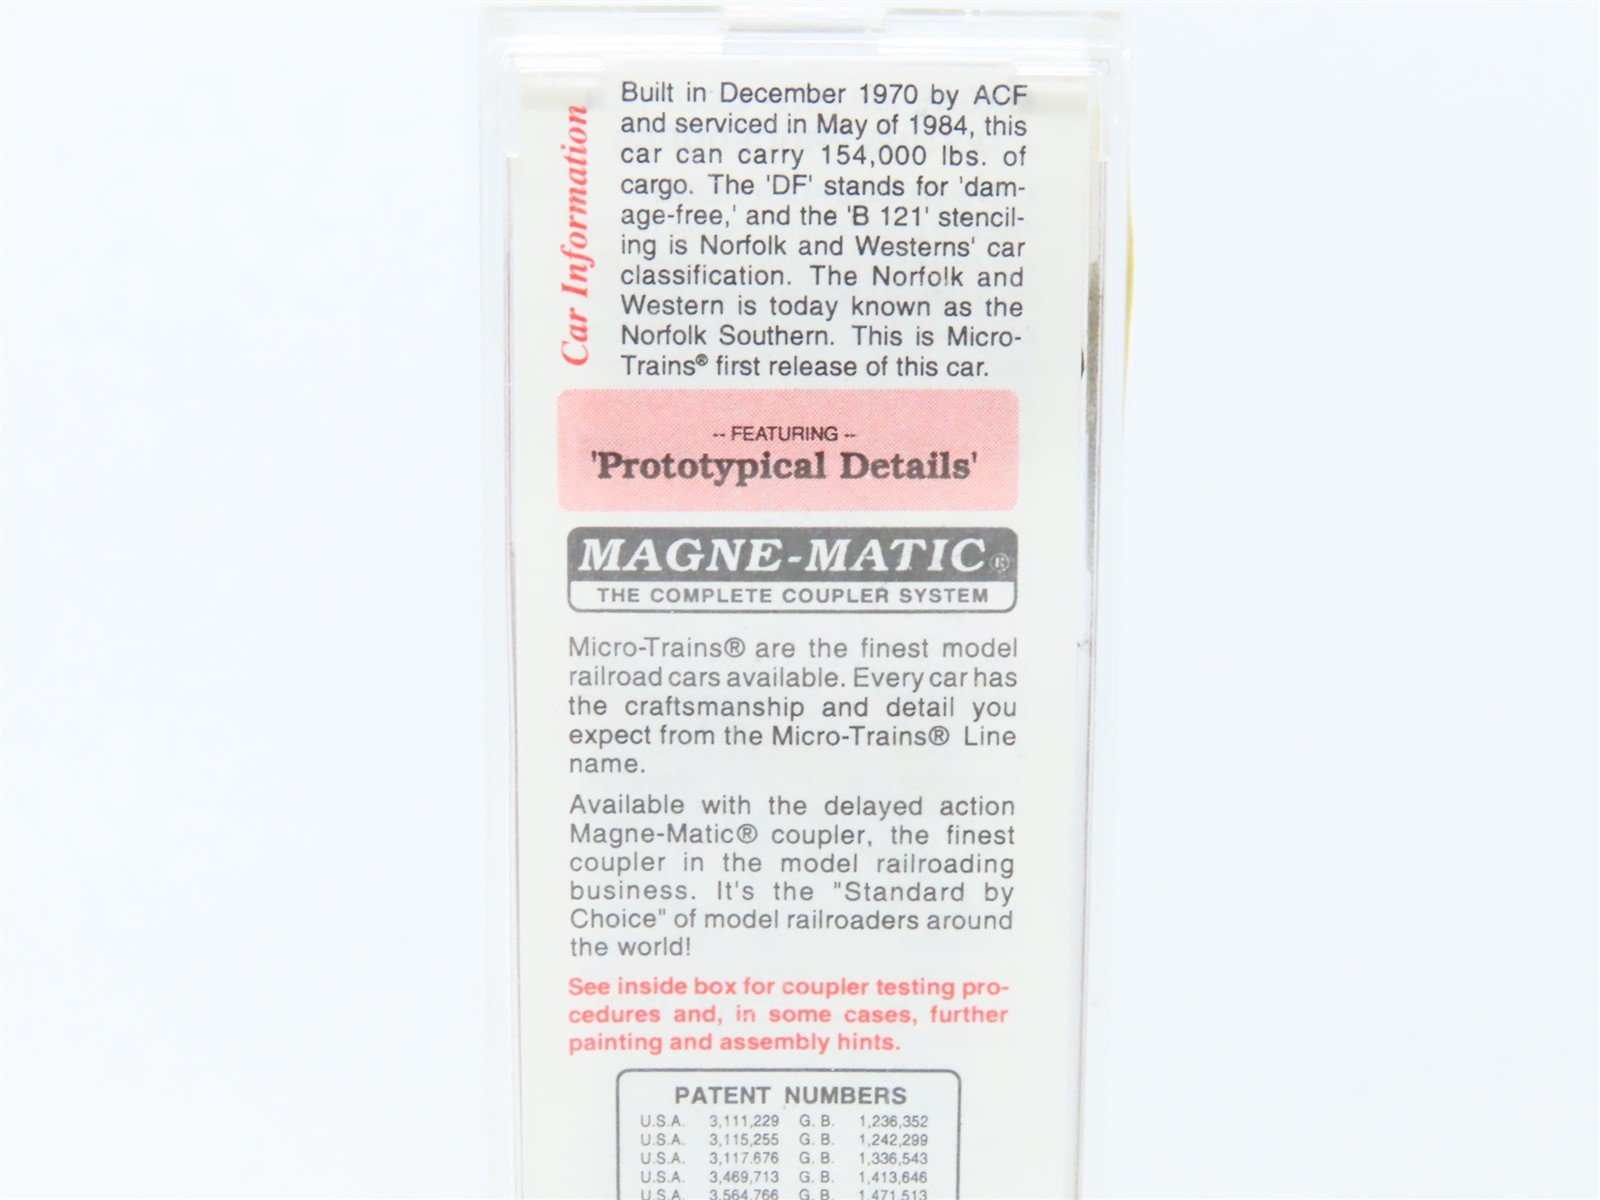 Car Information
Built in December 1970 by ACF
and serviced in May of 1984, this
car can carry 154,000 lbs. of
cargo. The 'DF' stands for 'dam-
age-free,' and the 'B 121' stencil-
ing is Norfolk and Westerns' car
classification. The Norfolk and
Western is today known as the
Norfolk Southern. This is Micro-
Trains® first release of this car.
-- FEATURING --
'Prototypical Details'
MAGNE-MATIC®
THE COMPLETE COUPLER SYSTEM
Micro-Trains® are the finest model
railroad cars available. Every car has
the craftsmanship and detail you
expect from the Micro-Trains® Line
name.
Available with the delayed action
Magne-Matic® coupler, the finest
coupler in the model railroading
business. It's the "Standard by
Choice" of model railroaders around
the world!
See inside box for coupler testing pro-
cedures and, in some cases, further
painting and assembly hints.
PATENT NUMBERS
U.S.A. 3,111,229 G. B. 1,236,352
U.S.A. 3,115,255 G. B. 1,242,299
U.S.A. 3,117.676 G. B. 1,336,543
U.S.A. 3,469,713 G. B. 1,413,646
U.S.A. 3,564,766 G. B. 1,471,513